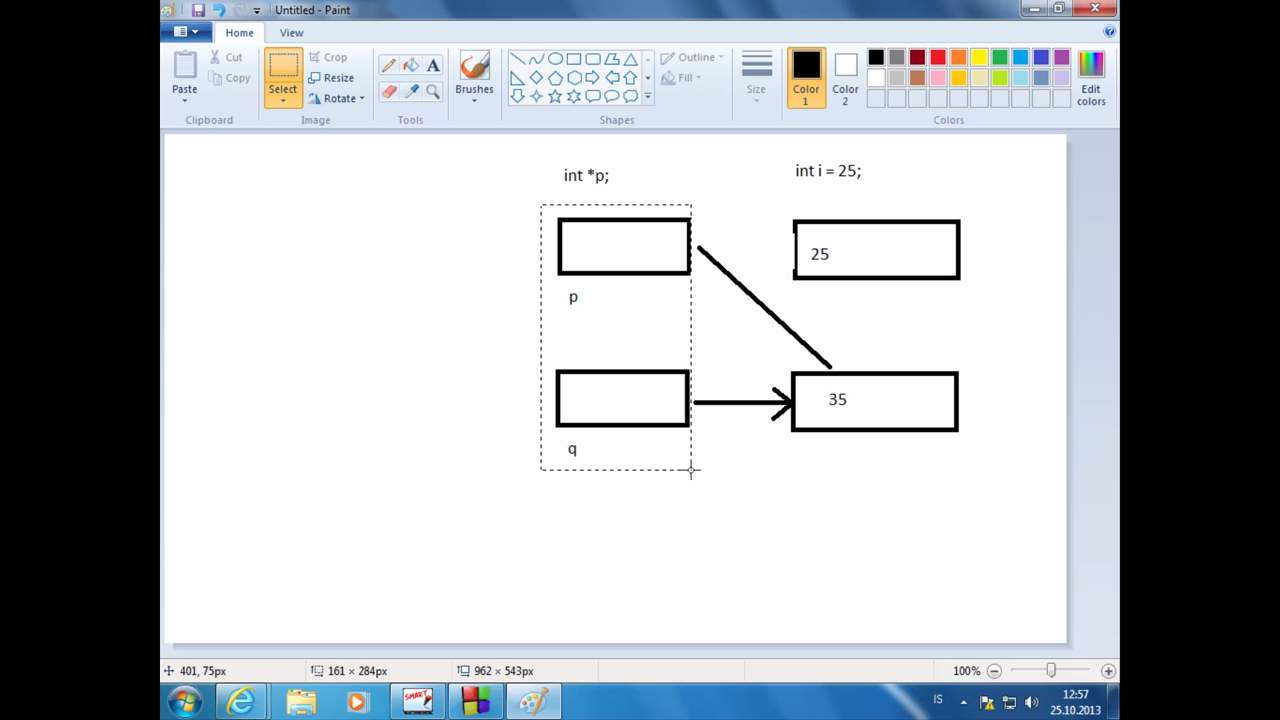 Untitled - Paint
Home
View
Paste
Cut
Copy
Clipboard
Select
Crop
Resize
Rotate
Image
A
Tools
Brushes
Outline
Fill
Shapes
Size
Color 1
Color 2
Edit colors
Colors
int *p;
int i = 25;
25
p
35
q
401, 75px
161 × 284px
962 × 543px
100%
SMART
IS
12:57
25.10.2013